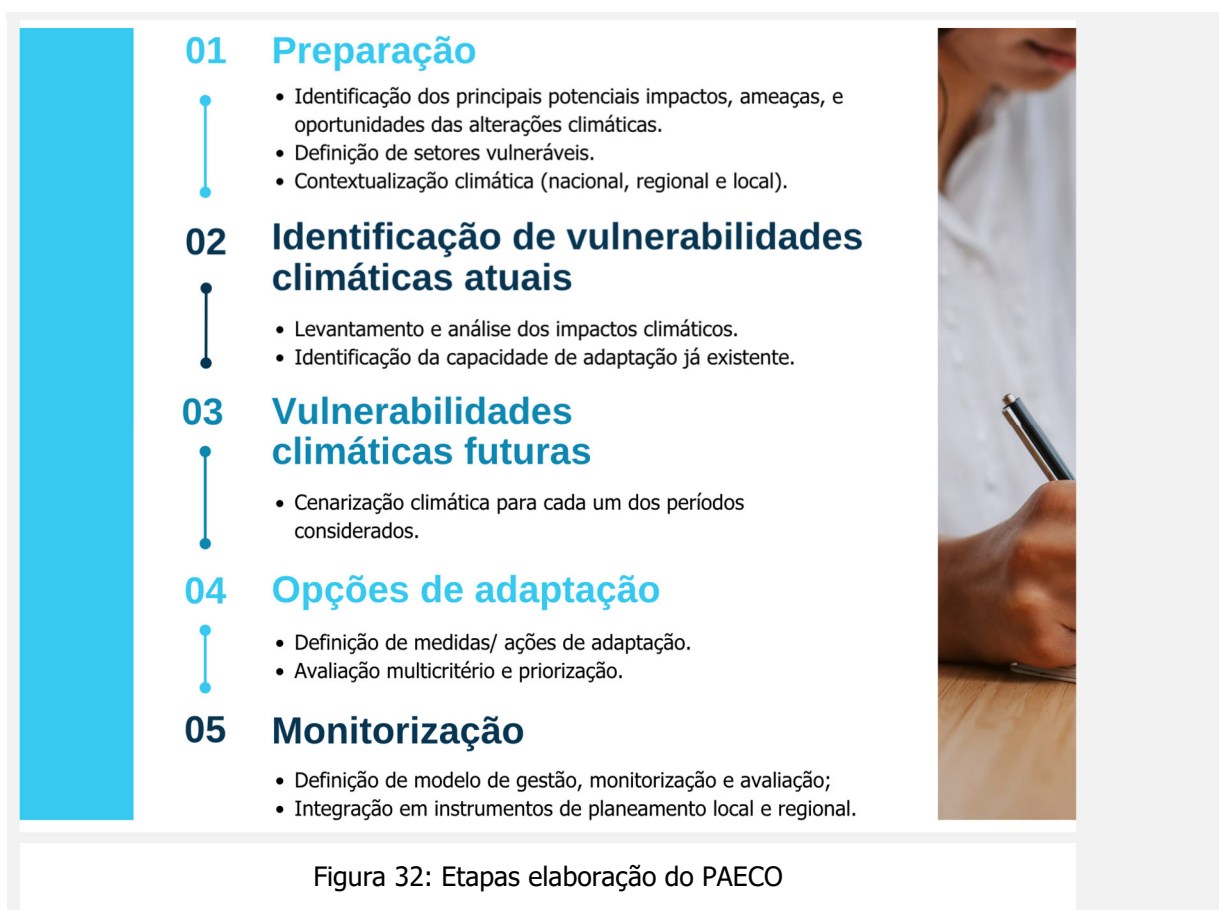 01 Preparação
• Identificação dos principais potenciais impactos, ameaças, e
oportunidades das alterações climáticas.
• Definição de setores vulneráveis.
• Contextualização climática (nacional, regional e local).
02 Identificação de vulnerabilidades
climáticas atuais
• Levantamento e análise dos impactos climáticos.
• Identificação da capacidade de adaptação já existente.
03 Vulnerabilidades
climáticas futuras
• Cenarização climática para cada um dos períodos
considerados.
04 Opções de adaptação
• Definição de medidas/ ações de adaptação.
• Avaliação multicritério e priorização.
05 Monitorização
• Definição de modelo de gestão, monitorização e avaliação;
• Integração em instrumentos de planeamento local e regional.
Figura 32: Etapas elaboração do PAECO